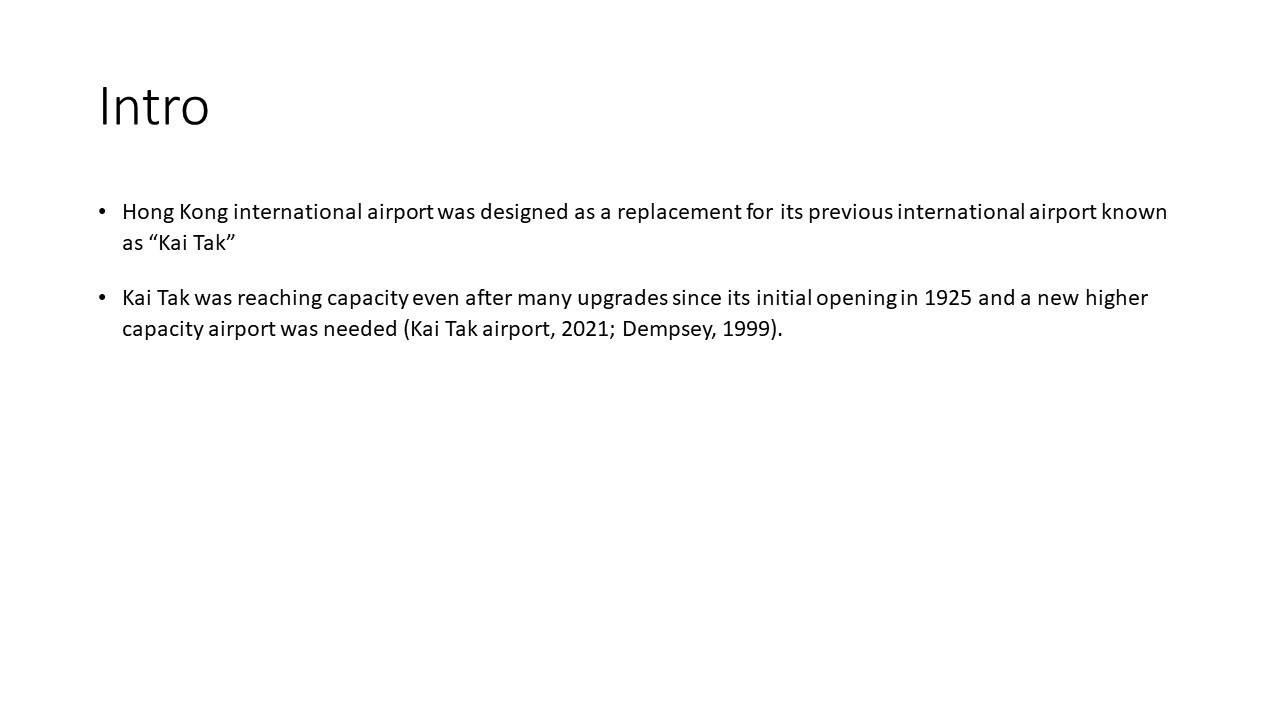 Intro
• Hong Kong international airport was designed as a replacement for its previous international airport known
as “Kai Tak”
• Kai Tak was reaching capacity even after many upgrades since its initial opening in 1925 and a new higher
capacity airport was needed (Kai Tak airport, 2021; Dempsey, 1999).